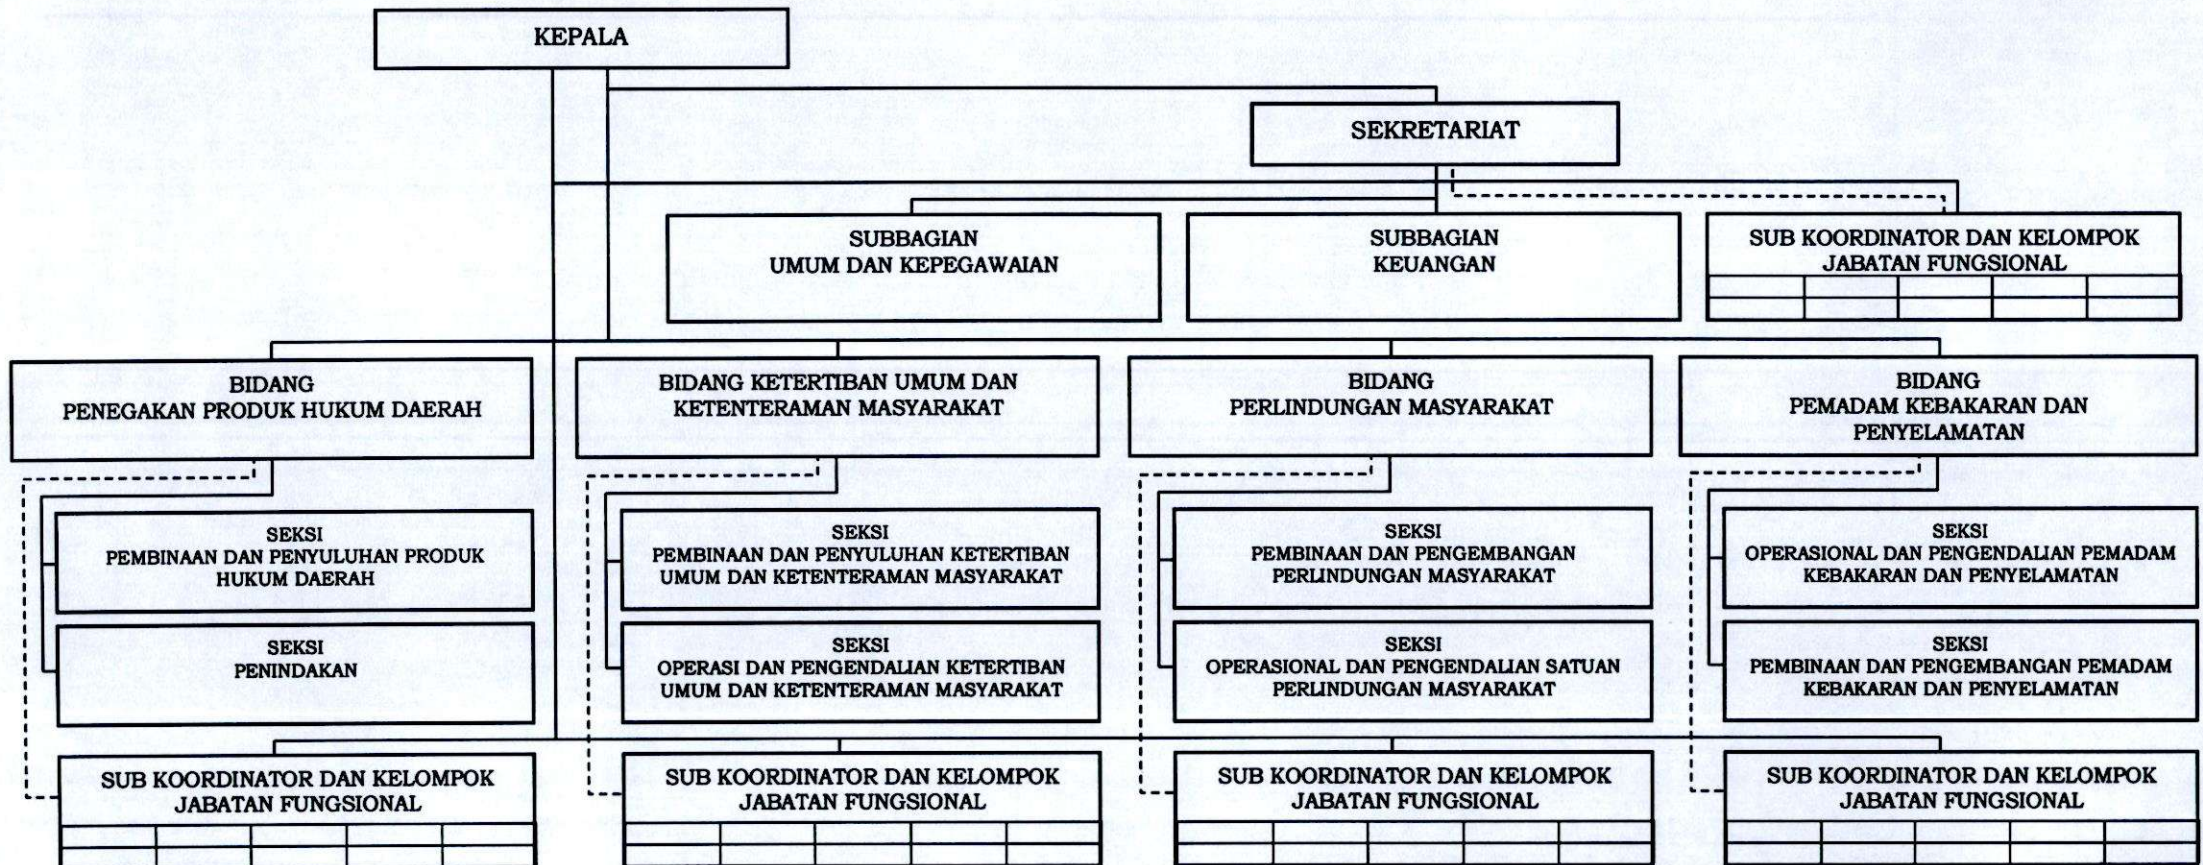 KEPALA
SEKRETARIAT
SUBBAGIAN
UMUM DAN KEPEGAWAIAN
SUBBAGIAN
KEUANGAN
SUB KOORDINATOR DAN KELOMPOK
JABATAN FUNGSIONAL
BIDANG
PENEGAKAN PRODUK HUKUM DAERAH
BIDANG KETERTIBAN UMUM DAN
KETENTERAMAN MASYARAKAT
BIDANG
PERLINDUNGAN MASYARAKAT
BIDANG
PEMADAM KEBAKARAN DAN
PENYELAMATAN
SEKSI
PEMBINAAN DAN PENYULUHAN PRODUK
HUKUM DAERAH
SEKSI
PEMBINAAN DAN PENYULUHAN KETERTIBAN
UMUM DAN KETENTERAMAN MASYARAKAT
SEKSI
PEMBINAAN DAN PENGEMBANGAN
PERLINDUNGAN MASYARAKAT
SEKSI
OPERASIONAL DAN PENGENDALIAN PEMADAM
KEBAKARAN DAN PENYELAMATAN
SEKSI
PENINDAKAN
SEKSI
OPERASI DAN PENGENDALIAN KETERTIBAN
UMUM DAN KETENTERAMAN MASYARAKAT
SEKSI
OPERASIONAL DAN PENGENDALIAN SATUAN
PERLINDUNGAN MASYARAKAT
SEKSI
PEMBINAAN DAN PENGEMBANGAN PEMADAM
KEBAKARAN DAN PENYELAMATAN
SUB KOORDINATOR DAN KELOMPOK
JABATAN FUNGSIONAL
SUB KOORDINATOR DAN KELOMPOK
JABATAN FUNGSIONAL
SUB KOORDINATOR DAN KELOMPOK
JABATAN FUNGSIONAL
SUB KOORDINATOR DAN KELOMPOK
JABATAN FUNGSIONAL